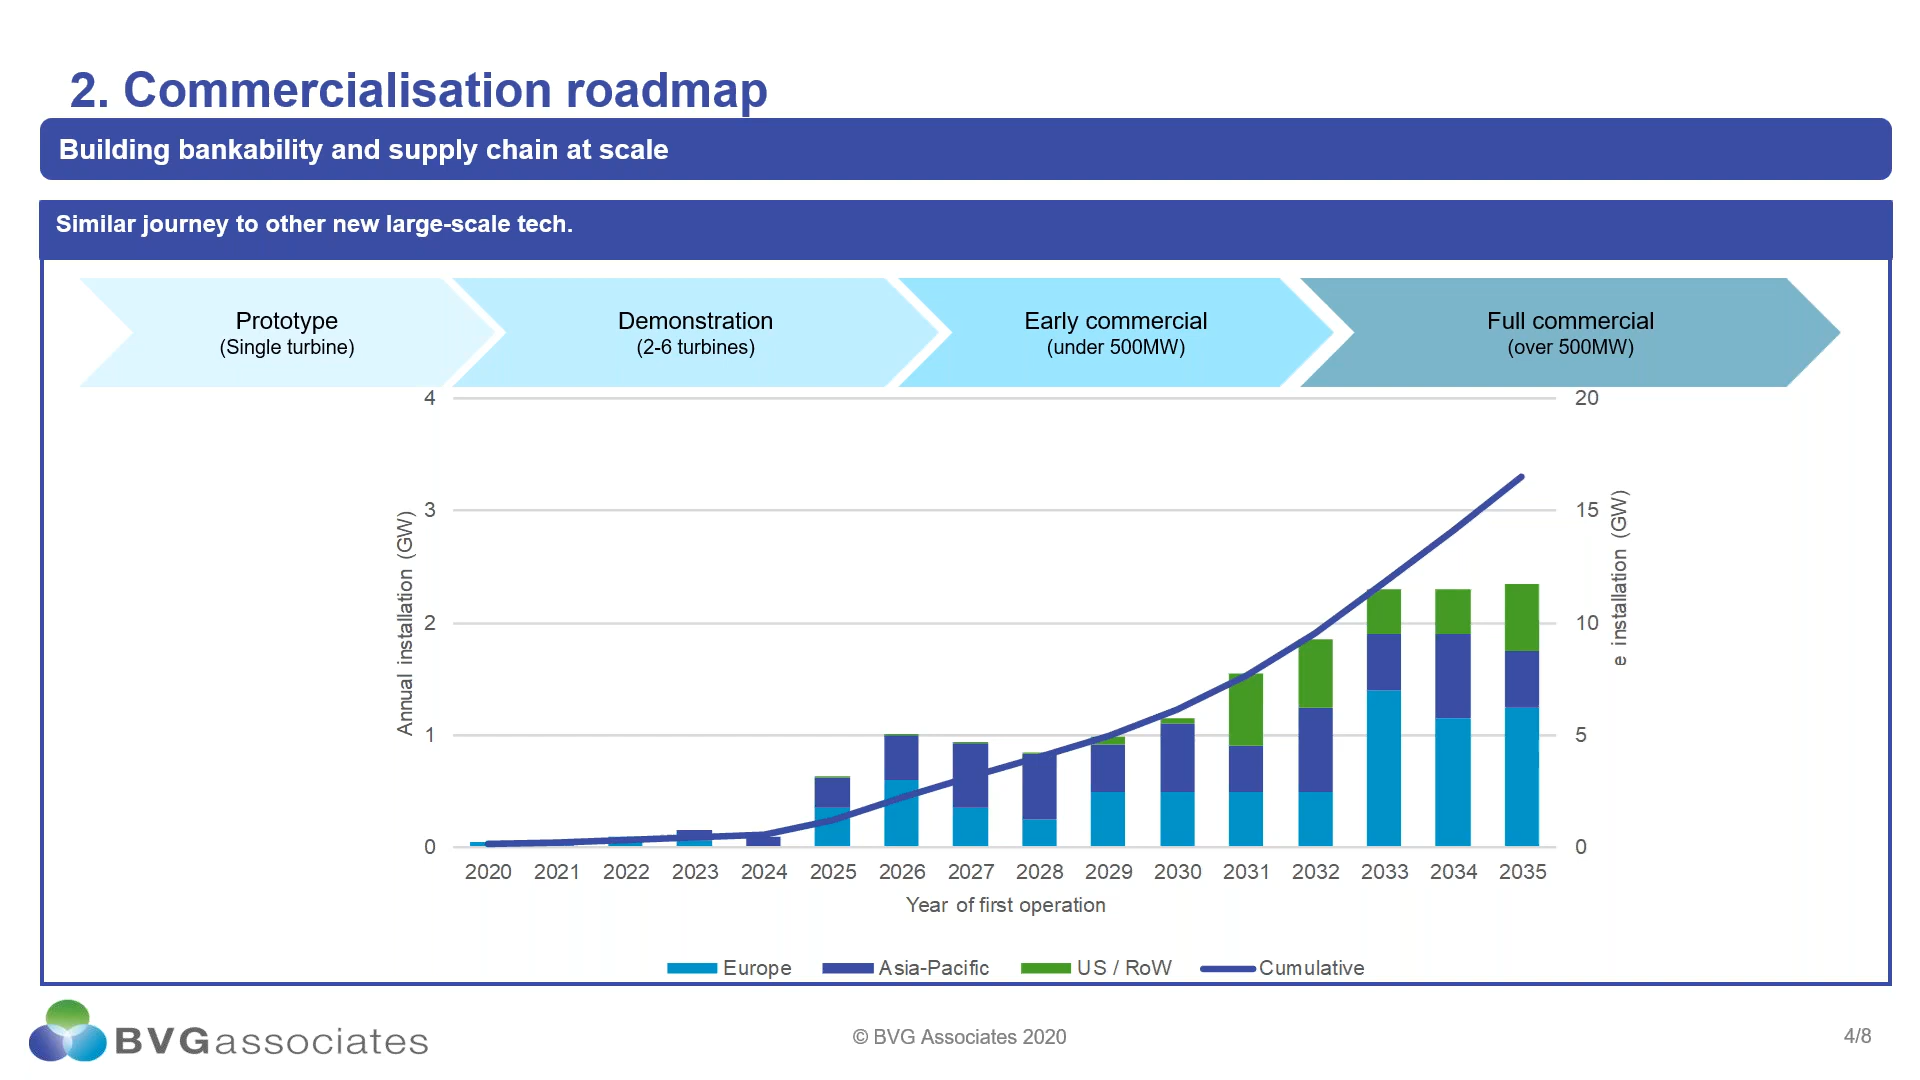 2. Commercialisation roadmap
Building bankability and supply chain at scale
Similar journey to other new large-scale tech.
Prototype
(Single turbine)
Demonstration
(2-6 turbines)
Early commercial
(under 500MW)
Full commercial
(over 500MW)
4
3
2
1
0
Annual installation (GW)
20
15
10
5
0
e installation (GW)
2020 2021 2022 2023 2024 2025 2026 2027 2028 2029 2030 2031 2032 2033 2034 2035
Year of first operation
Europe Asia-Pacific US / RoW Cumulative
BVGassociates
© BVG Associates 2020
4/8